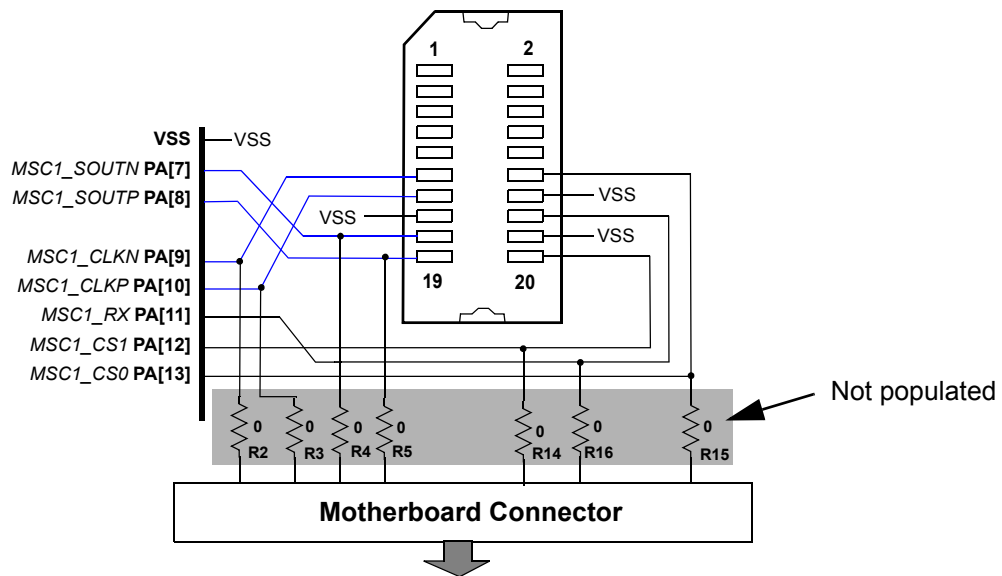 1 2
VSS VSS
MSC1_SOUTN PA[7]
MSC1_SOUTP PA[8]
VSS
VSS
VSS
MSC1_CLKN PA[9]
MSC1_CLKP PA[10]
19 20
MSC1_RX PA[11]
MSC1_CS1 PA[12]
MSC1_CS0 PA[13]
Not populated
0 0 0 0 0 0 0
R2 R3 R4 R5 R14 R16 R15
Motherboard Connector